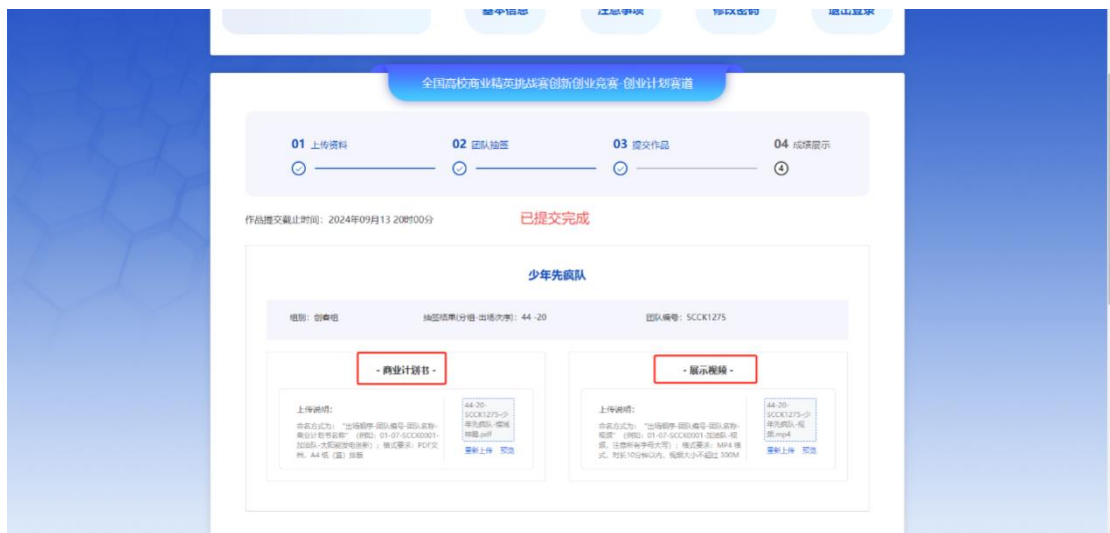 基本信息 注意事项 修改密码 退出登录
全国高校商业精英挑战赛创新创业竞赛-创业计划赛道
01 上传资料 02 团队抽签 03 提交作品 04 成绩展示
4
作品提交截止时间：2024年09月13 20时00分 已提交完成
少年先疯队
组别：创春组 抽签结果(分组-出场次序)：44 -20 团队编号：SCCK1275
- 商业计划书 -
上传说明：
命名方式为："出场顺序-团队编号-团队名称-
商业计划书名称"（例如：01-07-SCCK0001-
加油队-太阳能发电创新）；格式要求：PDF文
件，A4 纸（竖）排版
44-20-
SCCK1275-少
年先疯队-
.pdf
重新上传 预览
- 展示视频 -
上传说明：
命名方式为："出场顺序-团队编号-团队名称-
视频"（例如：01-07-SCCK0001-加油队-视
频，注意所有字母大写）；格式要求：MP4 格
式，时长10分钟以内，视频大小不超过 300M
44-20-
SCCK1275-少
年先疯队-视
频.mp4
重新上传 预览